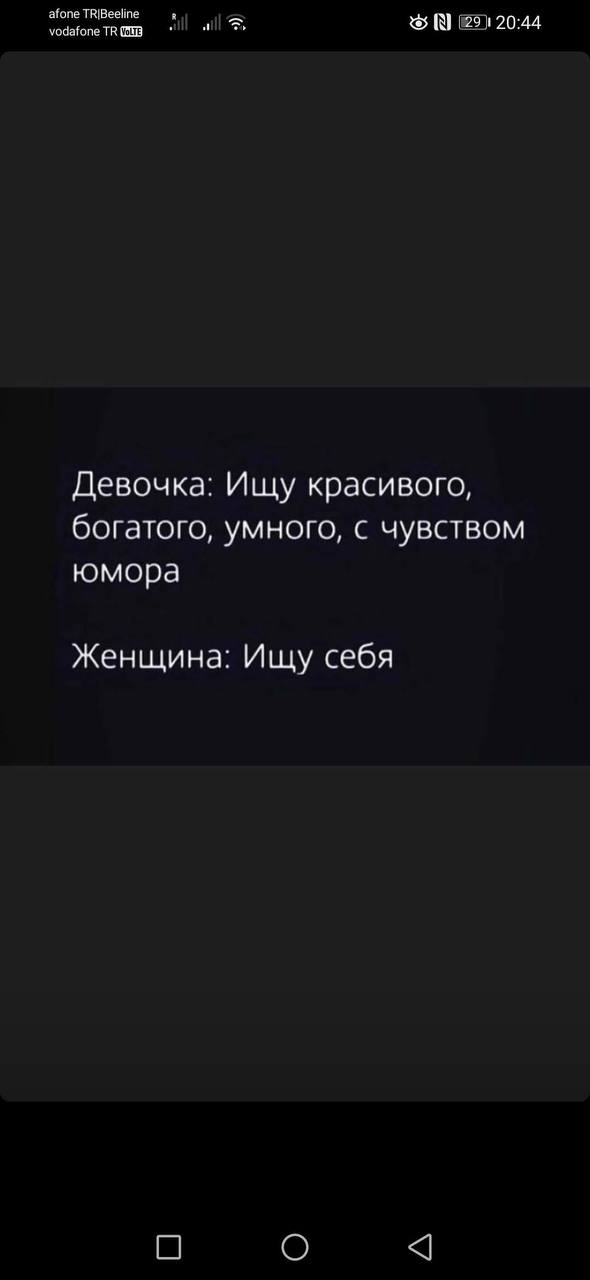 afone TR|Beeline
vodafone TR VoLTE
R
29 20:44
Девочка: Ищу красивого,
богатого, умного, с чувством
юмора
Женщина: Ищу себя